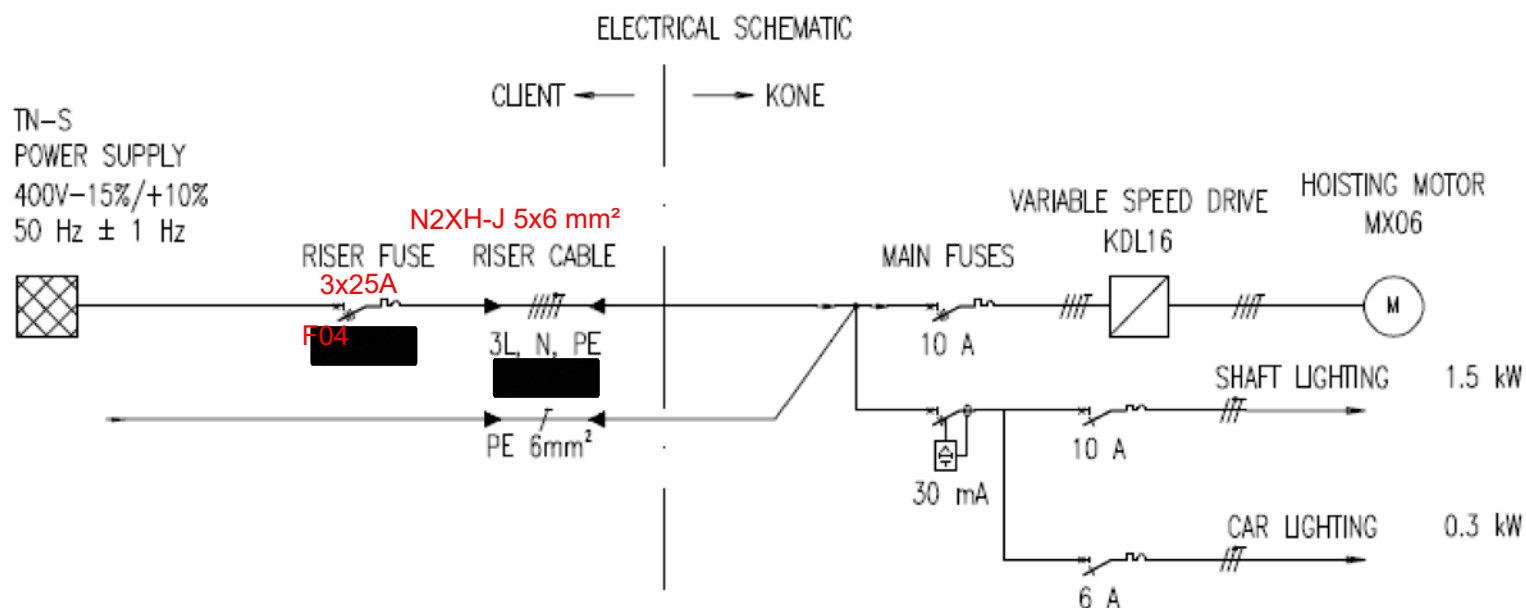 ELECTRICAL SCHEMATIC
CLIENT
KONE
TN-S
POWER SUPPLY
400V-15%/+10%
50 Hz ± 1 Hz
N2XH-J 5x6 mm²
RISER FUSE
3x25A
F04
RISER CABLE
3L, N, PE
PE 6mm²
MAIN FUSES
10 A
VARIABLE SPEED DRIVE
KDL16
HOISTING MOTOR
MX06
M
30 mA
SHAFT LIGHTING 1.5 kW
10 A
CAR LIGHTING 0.3 kW
6 A